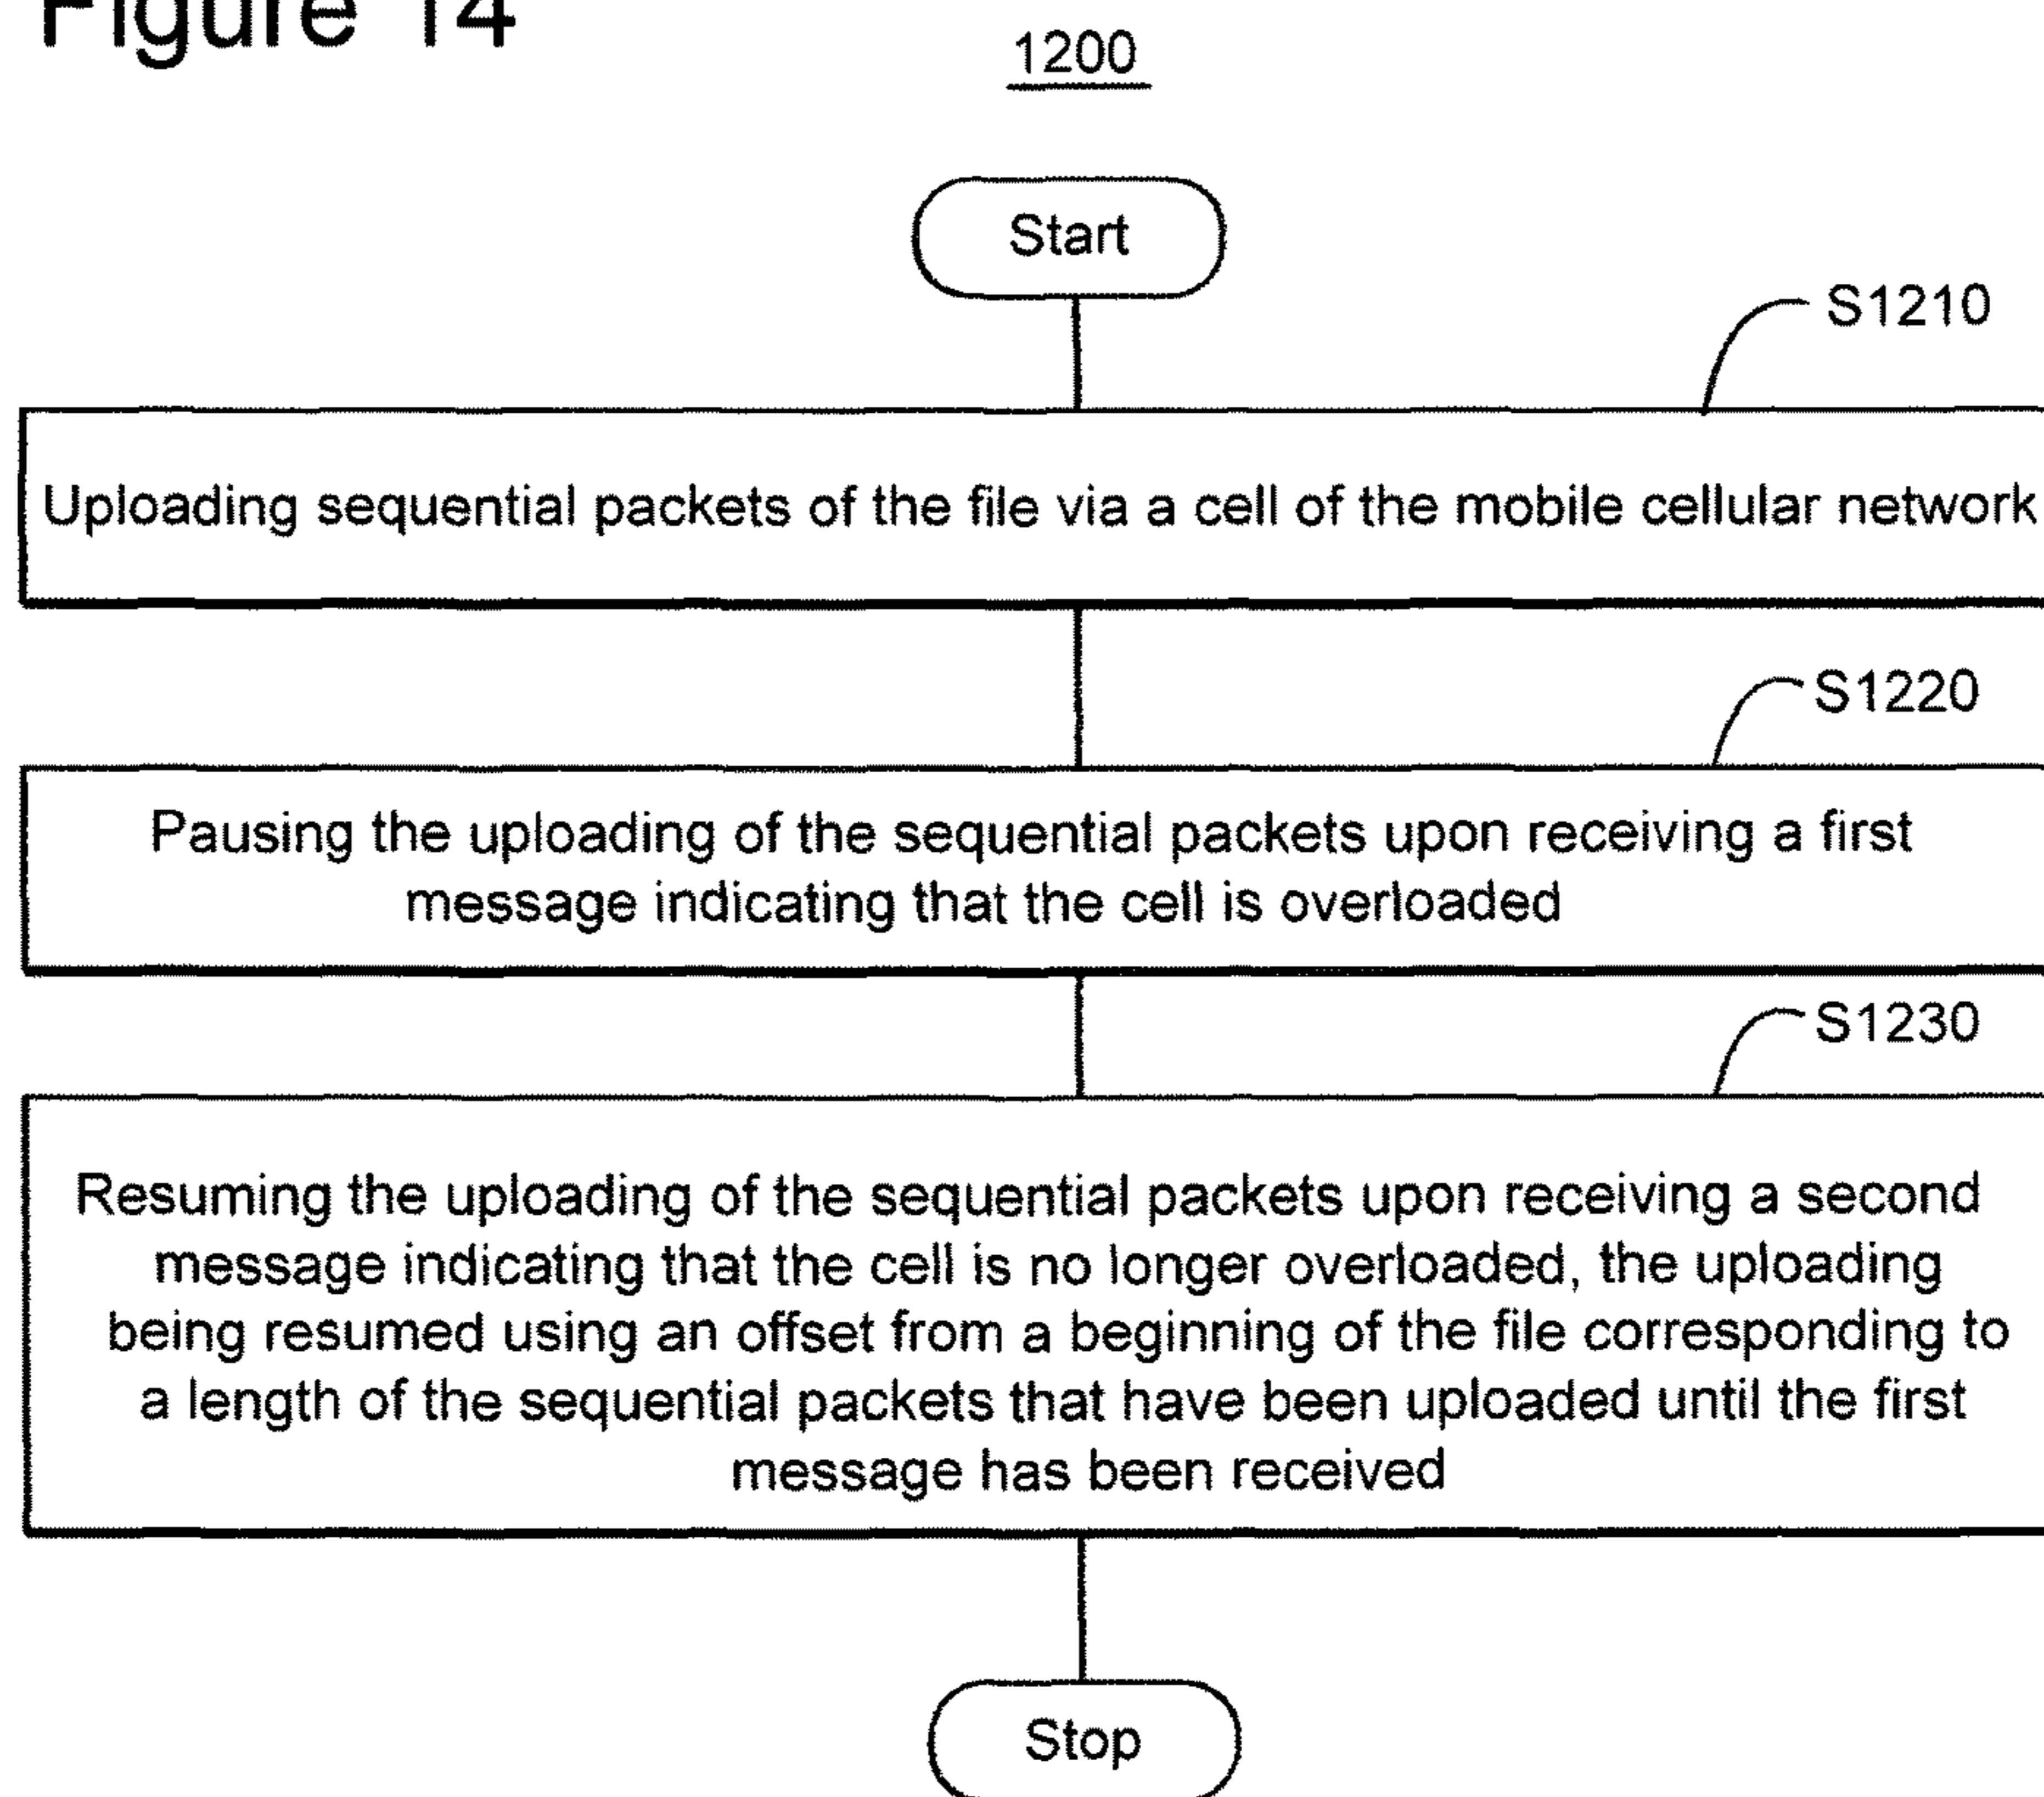 Figure 14
1200
Start
S1210
Uploading sequential packets of the file via a cell of the mobile cellular network
S1220
Pausing the uploading of the sequential packets upon receiving a first
message indicating that the cell is overloaded
S1230
Resuming the uploading of the sequential packets upon receiving a second
message indicating that the cell is no longer overloaded, the uploading
being resumed using an offset from a beginning of the file corresponding to
a length of the sequential packets that have been uploaded until the first
message has been received
Stop